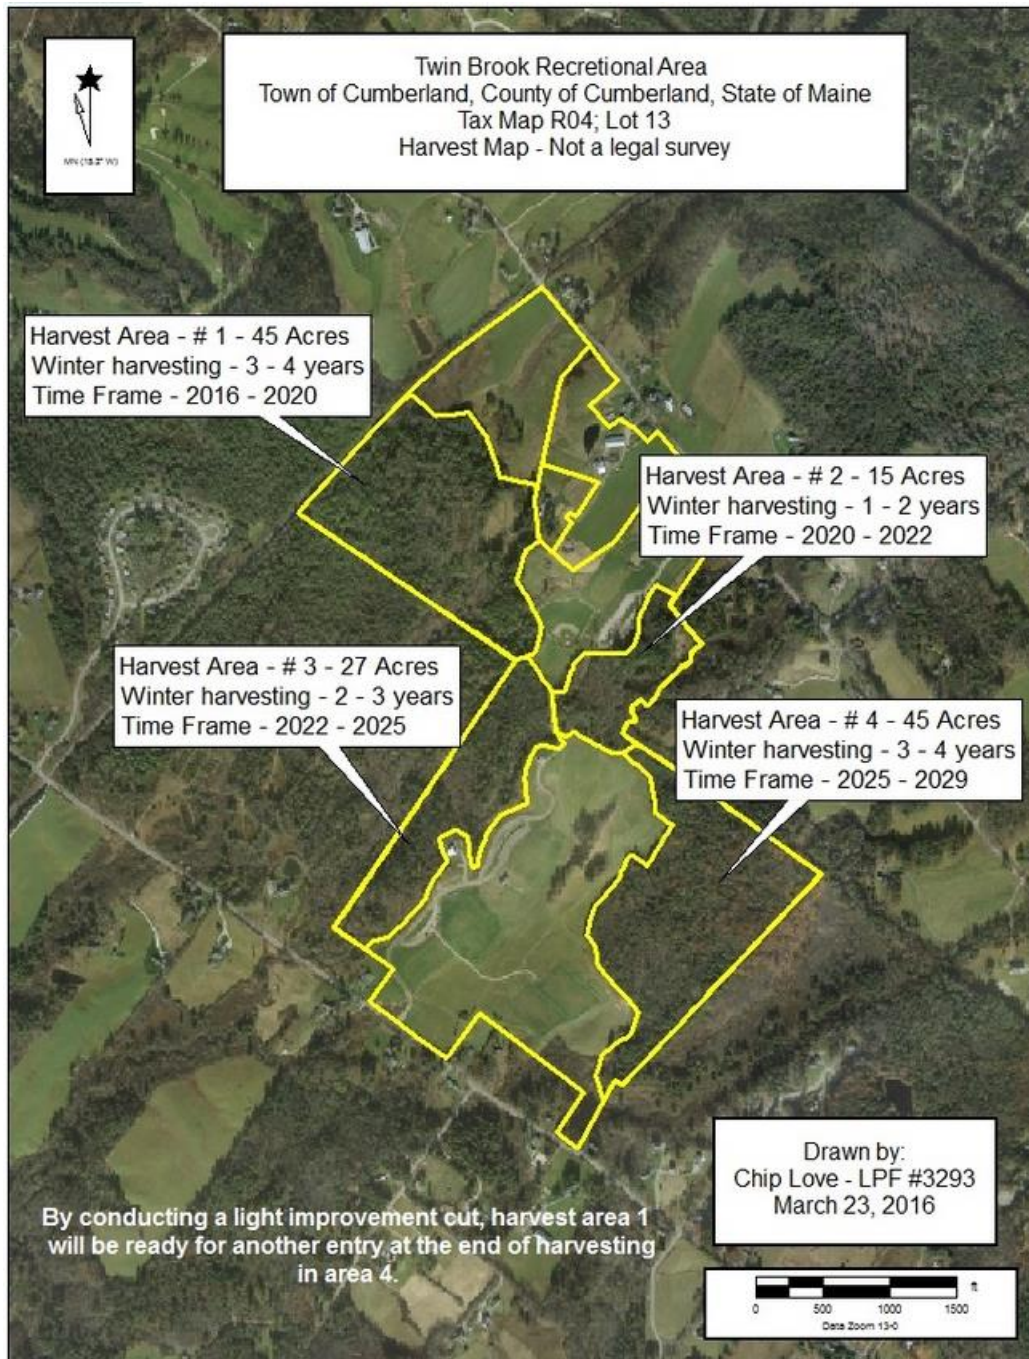 Twin Brook Recretional Area
Town of Cumberland, County of Cumberland, State of Maine
Tax Map R04; Lot 13
Harvest Map - Not a legal survey
Harvest Area - # 1 - 45 Acres
Winter harvesting - 3 - 4 years
Time Frame - 2016 - 2020
Harvest Area - # 2 - 15 Acres
Winter harvesting - 1 - 2 years
Time Frame - 2020 - 2022
Harvest Area - # 3 - 27 Acres
Winter harvesting - 2 - 3 years
Time Frame - 2022 - 2025
Harvest Area - # 4 - 45 Acres
Winter harvesting - 3 - 4 years
Time Frame - 2025 - 2029
Drawn by:
Chip Love - LPF #3293
March 23, 2016
By conducting a light improvement cut, harvest area 1
will be ready for another entry at the end of harvesting
in area 4.
ft
0 500 1000 1500
Data Zoom 13-0